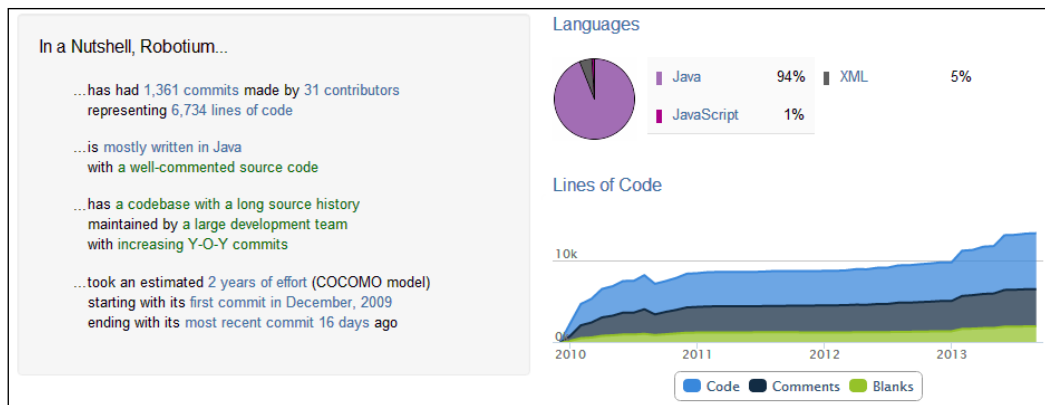 In a Nutshell, Robotium...
...has had 1,361 commits made by 31 contributors
representing 6,734 lines of code
...is mostly written in Java
with a well-commented source code
...has a codebase with a long source history
maintained by a large development team
with increasing Y-O-Y commits
...took an estimated 2 years of effort (COCOMO model)
starting with its first commit in December, 2009
ending with its most recent commit 16 days ago
Languages
Java 94% XML 5%
JavaScript 1%
Lines of Code
10k
0
2010 2011 2012 2013
Code Comments Blanks